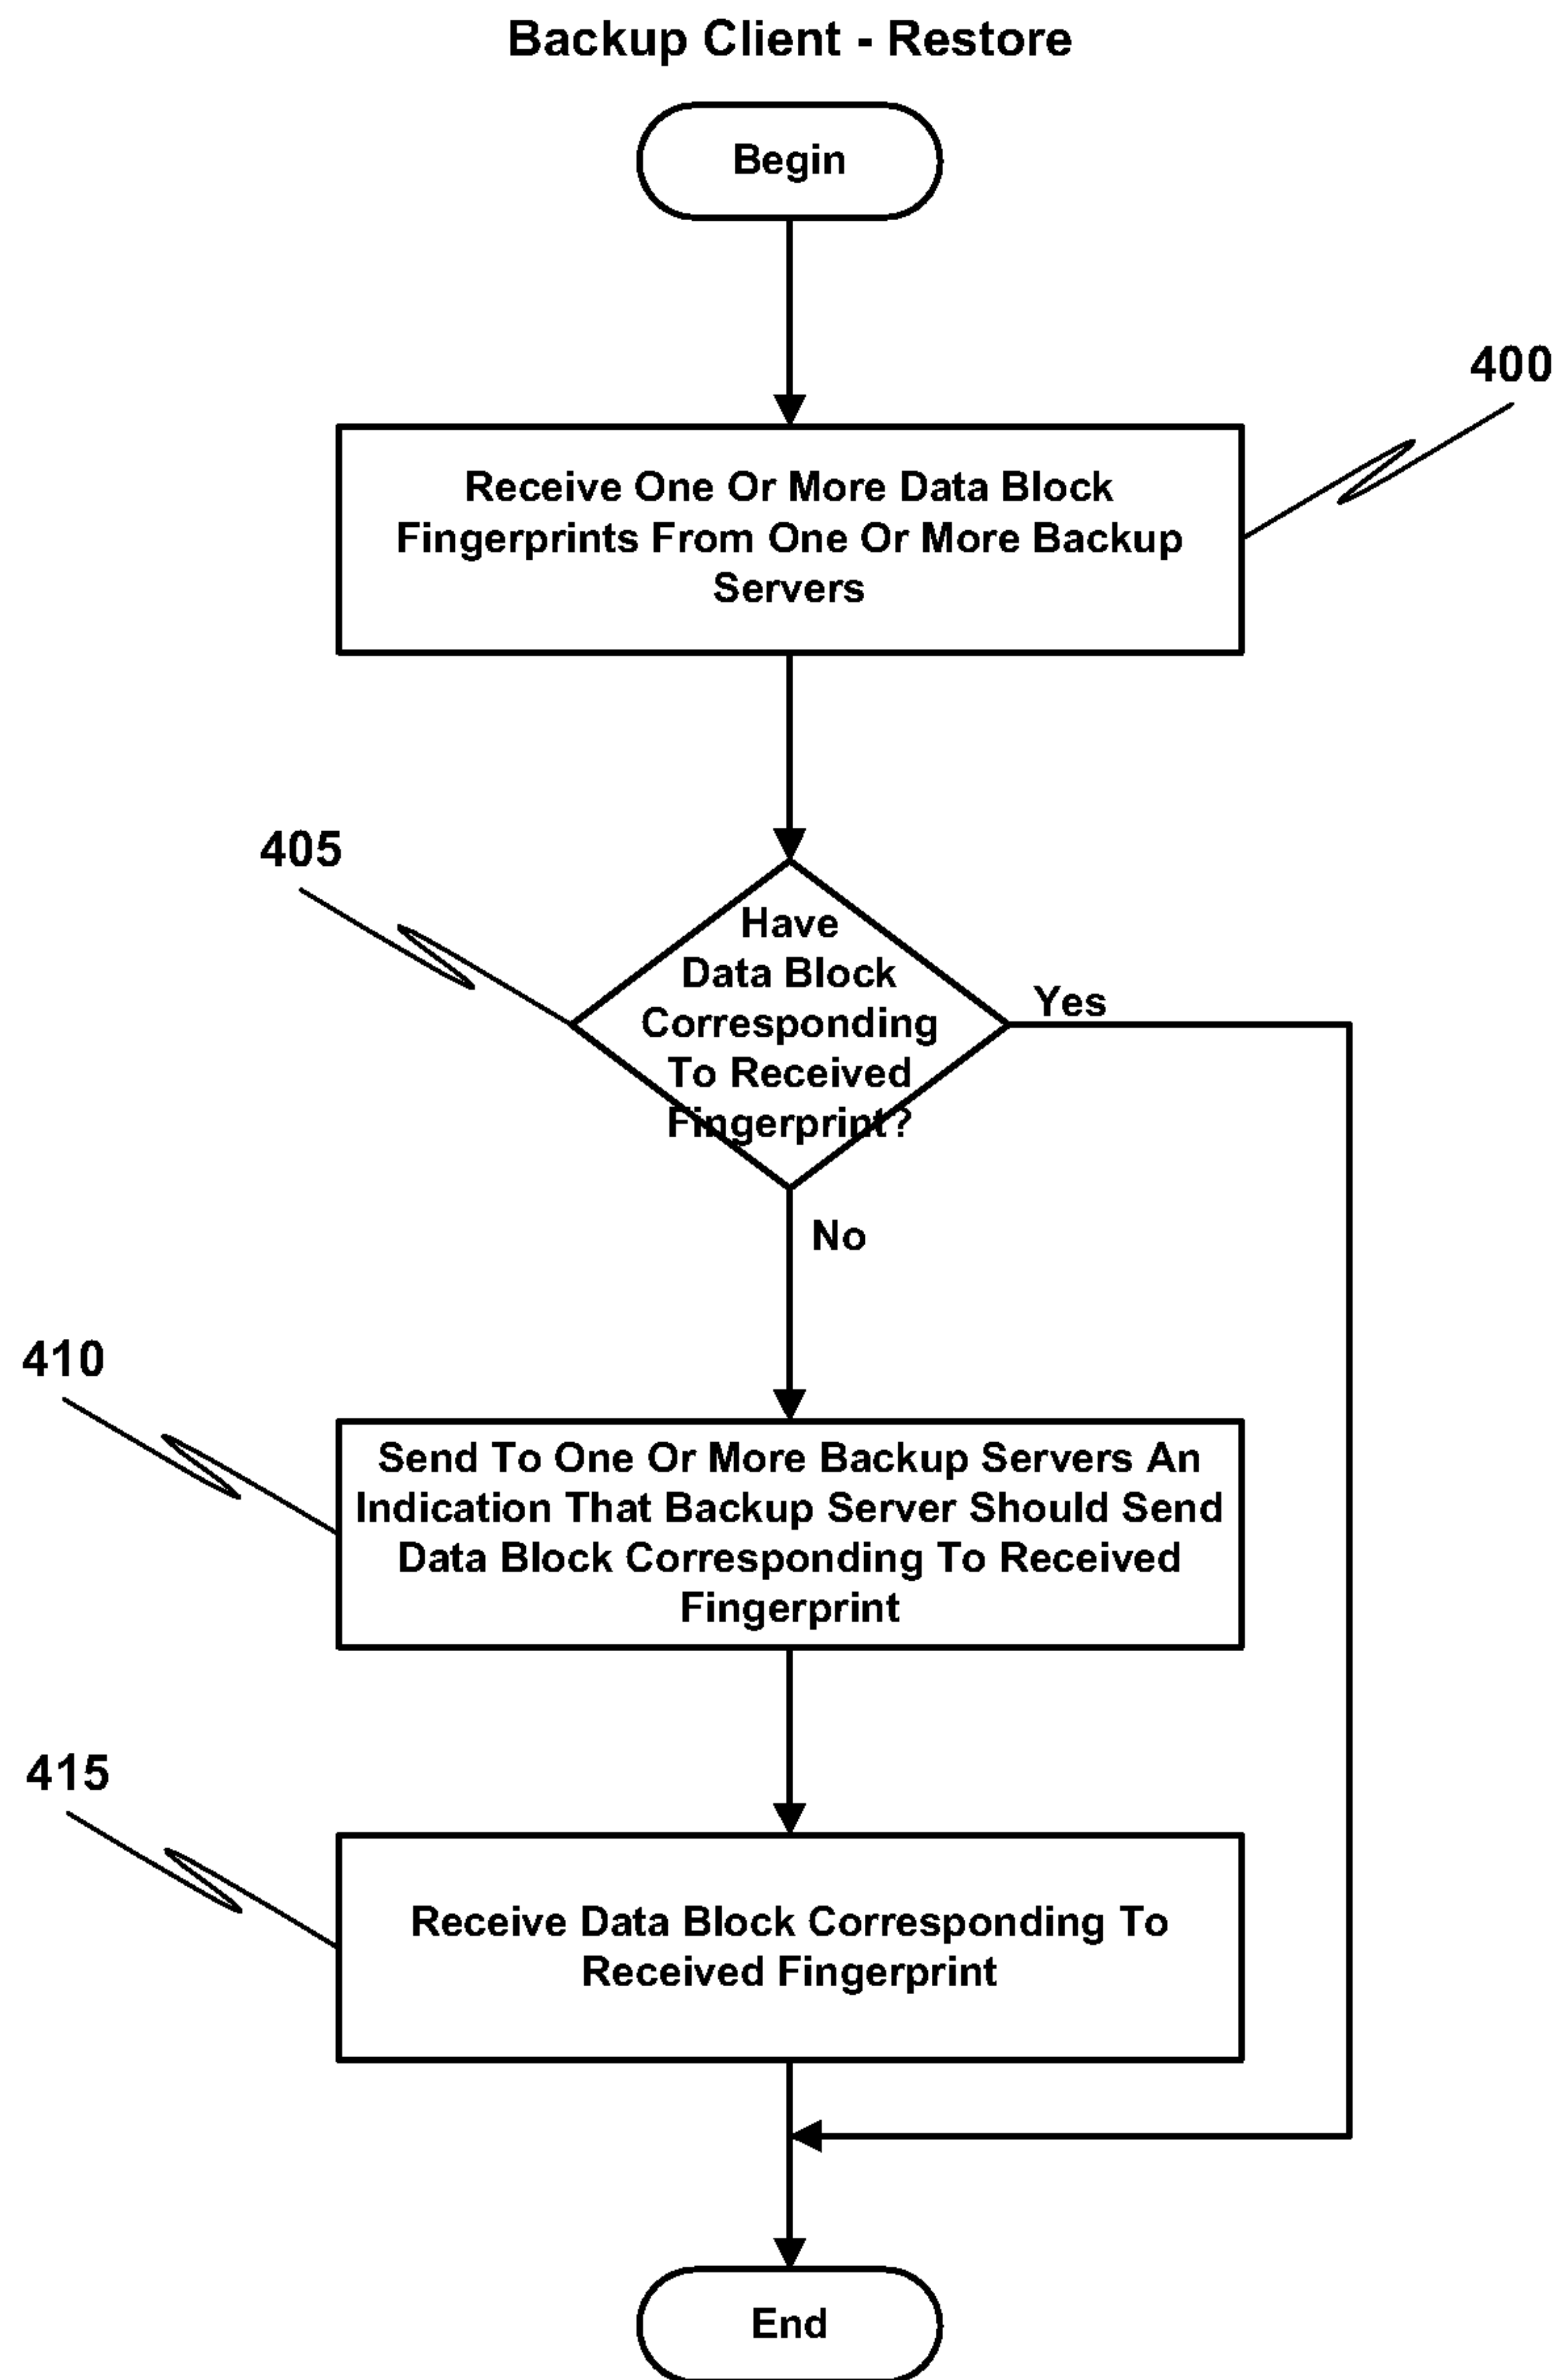 Backup Client - Restore
Begin
400
Receive One Or More Data Block
Fingerprints From One Or More Backup
Servers
405
Have
Data Block
Corresponding
To Received
Fingerprint?
Yes
No
410
Send To One Or More Backup Servers An
Indication That Backup Server Should Send
Data Block Corresponding To Received
Fingerprint
415
Receive Data Block Corresponding To
Received Fingerprint
End